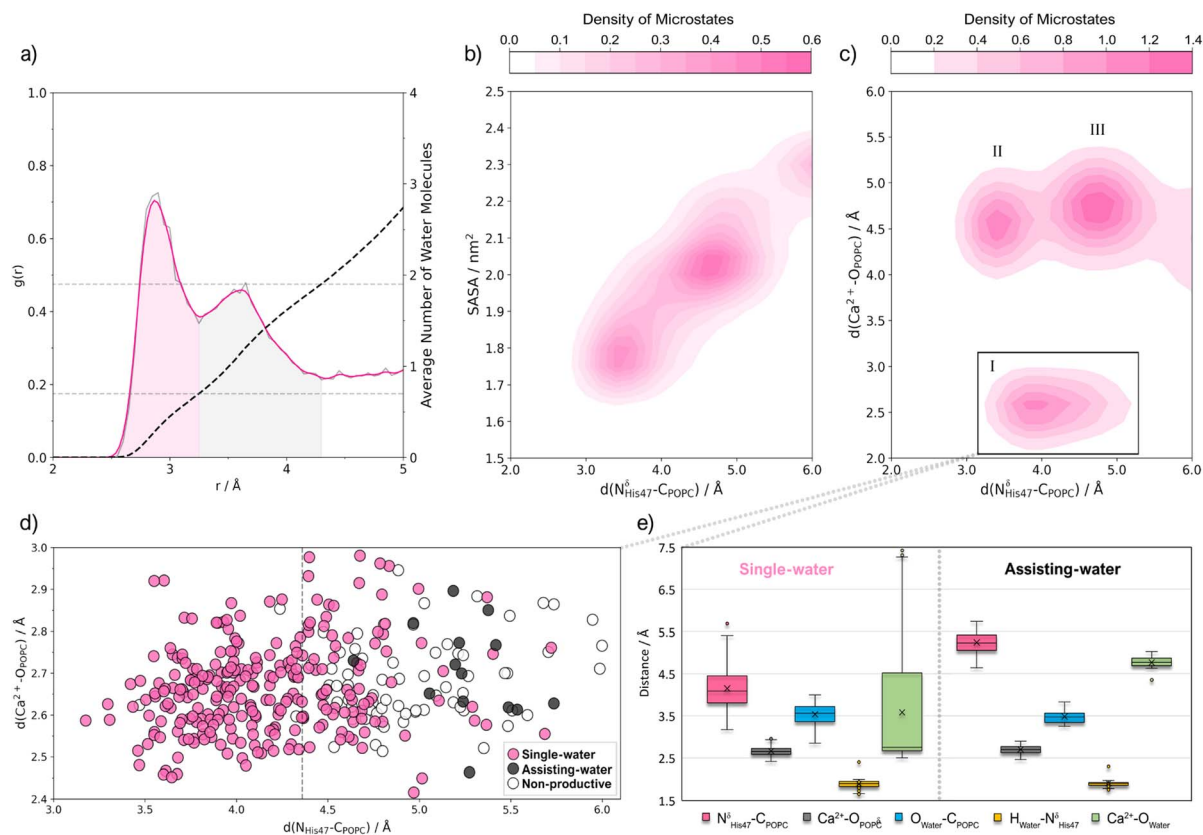 Density of Microstates
Density of Microstates
0.0 0.1 0.2 0.3 0.4 0.5 0.6
0.0 0.2 0.4 0.6 0.8 1.0 1.2 1.4
a)
b)
c)
1.0
0.8
0.6
0.4
0.2
0.0
g(r)
2 3 4 5
r / Å
4
3
2
1
0
Average Number of Water Molecules
2.5
2.4
2.3
2.2
2.1
2.0
1.9
1.8
1.7
1.6
1.5
SASA / nm²
2.0 3.0 4.0 5.0 6.0
d(N^δ_His47-C_POPC) / Å
6.0
5.5
5.0
4.5
4.0
3.5
3.0
2.5
2.0
d(Ca²⁺-O_POPC) / Å
II
III
I
2.0 3.0 4.0 5.0 6.0
d(N^δ_His47-C_POPC) / Å
d)
3.0
2.9
2.8
2.7
2.6
2.5
2.4
d(Ca²⁺-O_POPC) / Å
Single-water
Assisting-water
Non-productive
3.0 3.5 4.0 4.5 5.0 5.5 6.0
d(N^δ_His47-C_POPC) / Å
e)
7.5
5.5
3.5
1.5
Distance / Å
Single-water
Assisting-water
N^δ_His47-C_POPC Ca²⁺-O_POPC O_Water-C_POPC H_Water-N^δ_His47 Ca²⁺-O_Water